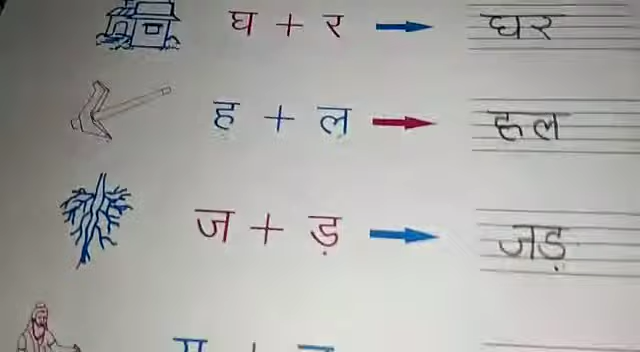 घ + र घर
ह + ल हल
ज + ड़ जड़